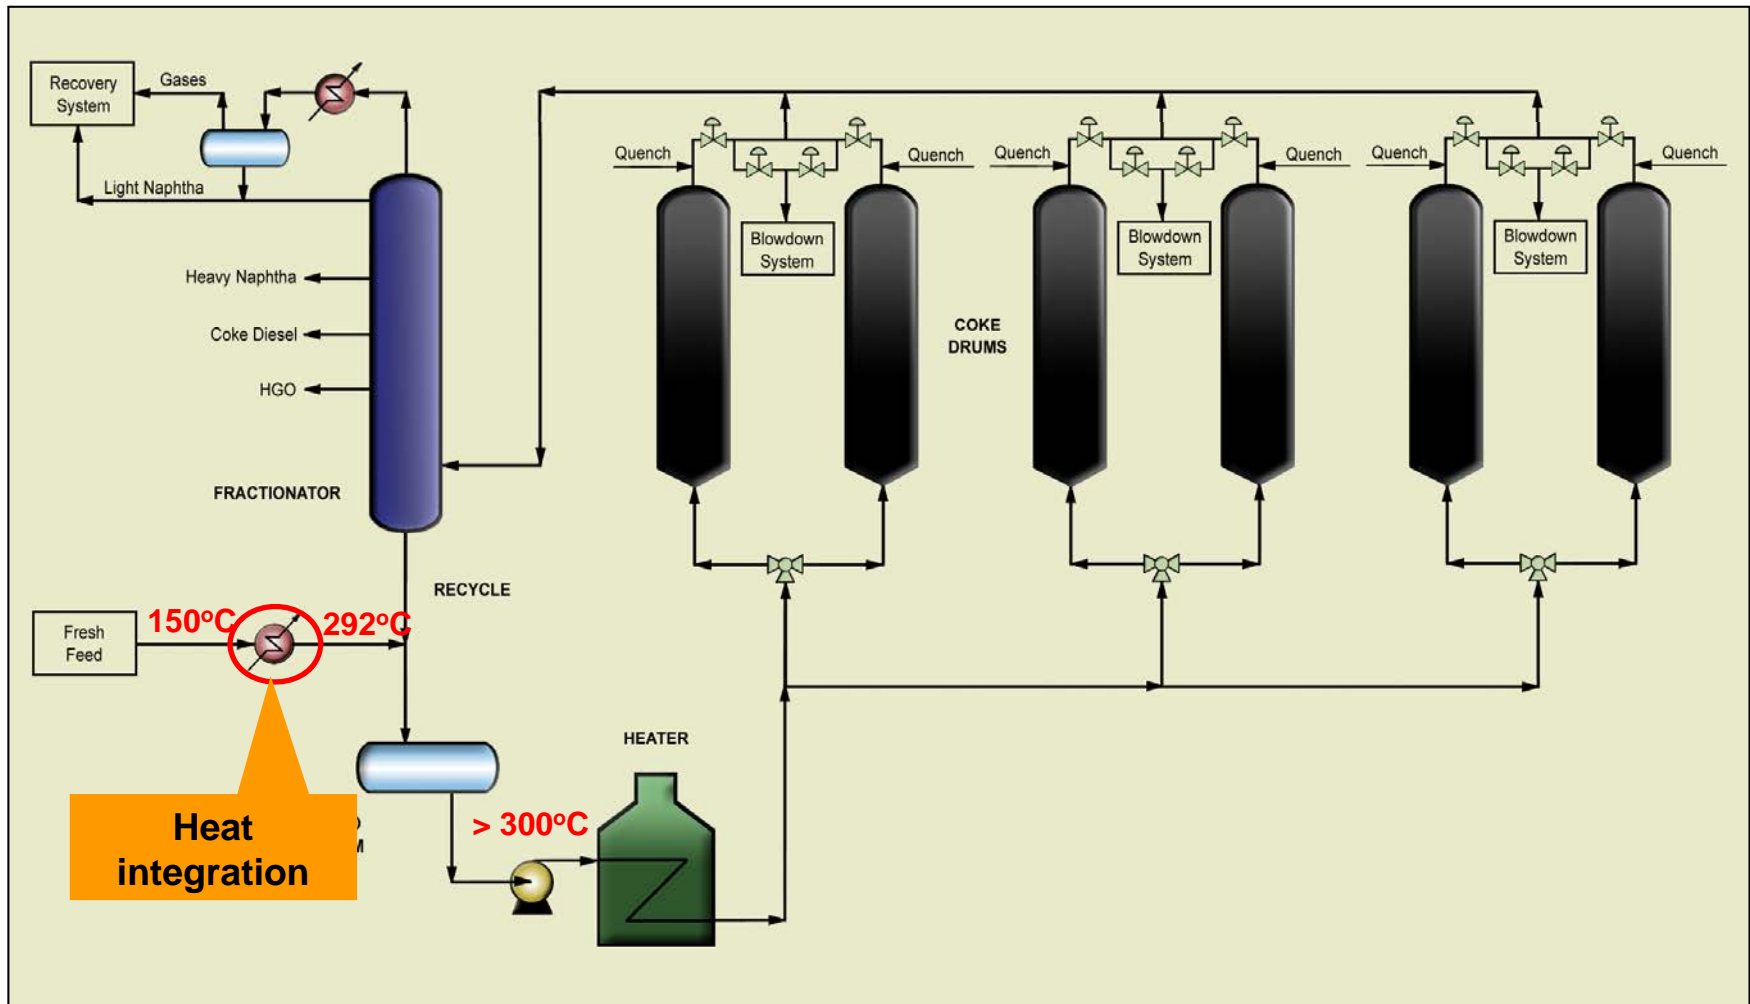 Recovery
System
Gases
Light Naphtha
Heavy Naphtha
Coke Diesel
HGO
FRACTIONATOR
RECYCLE
Fresh
Feed
150ºC
292ºC
Heat
integration
> 300ºC
HEATER
Quench
Quench
Blowdown
System
COKE
DRUMS
Quench
Quench
Blowdown
System
Quench
Quench
Blowdown
System